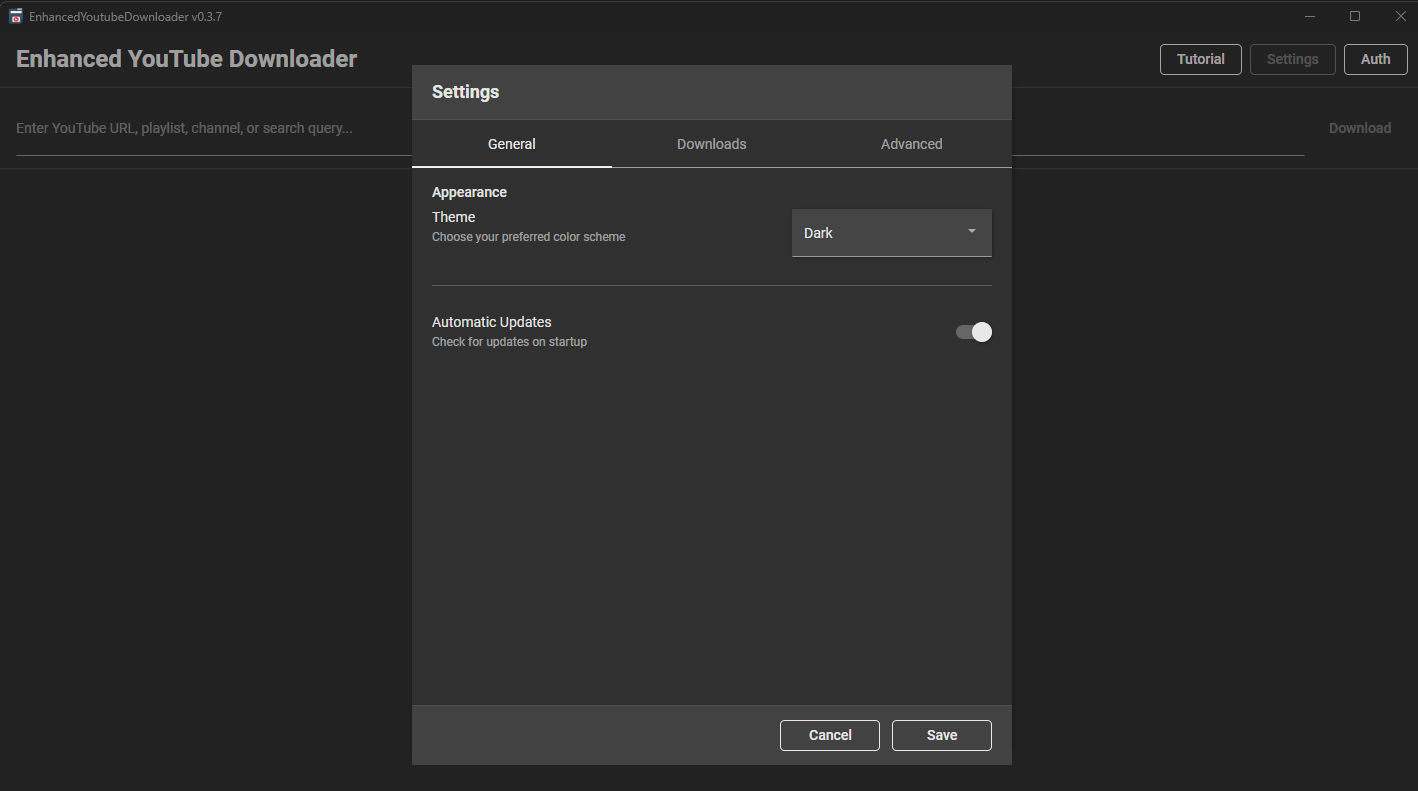 EnhancedYoutubeDownloader v0.3.7
Enhanced YouTube Downloader
Tutorial
Settings
Auth
Enter YouTube URL, playlist, channel, or search query...
Download
Settings
General
Downloads
Advanced
Appearance
Theme
Choose your preferred color scheme
Dark
Automatic Updates
Check for updates on startup
Cancel
Save